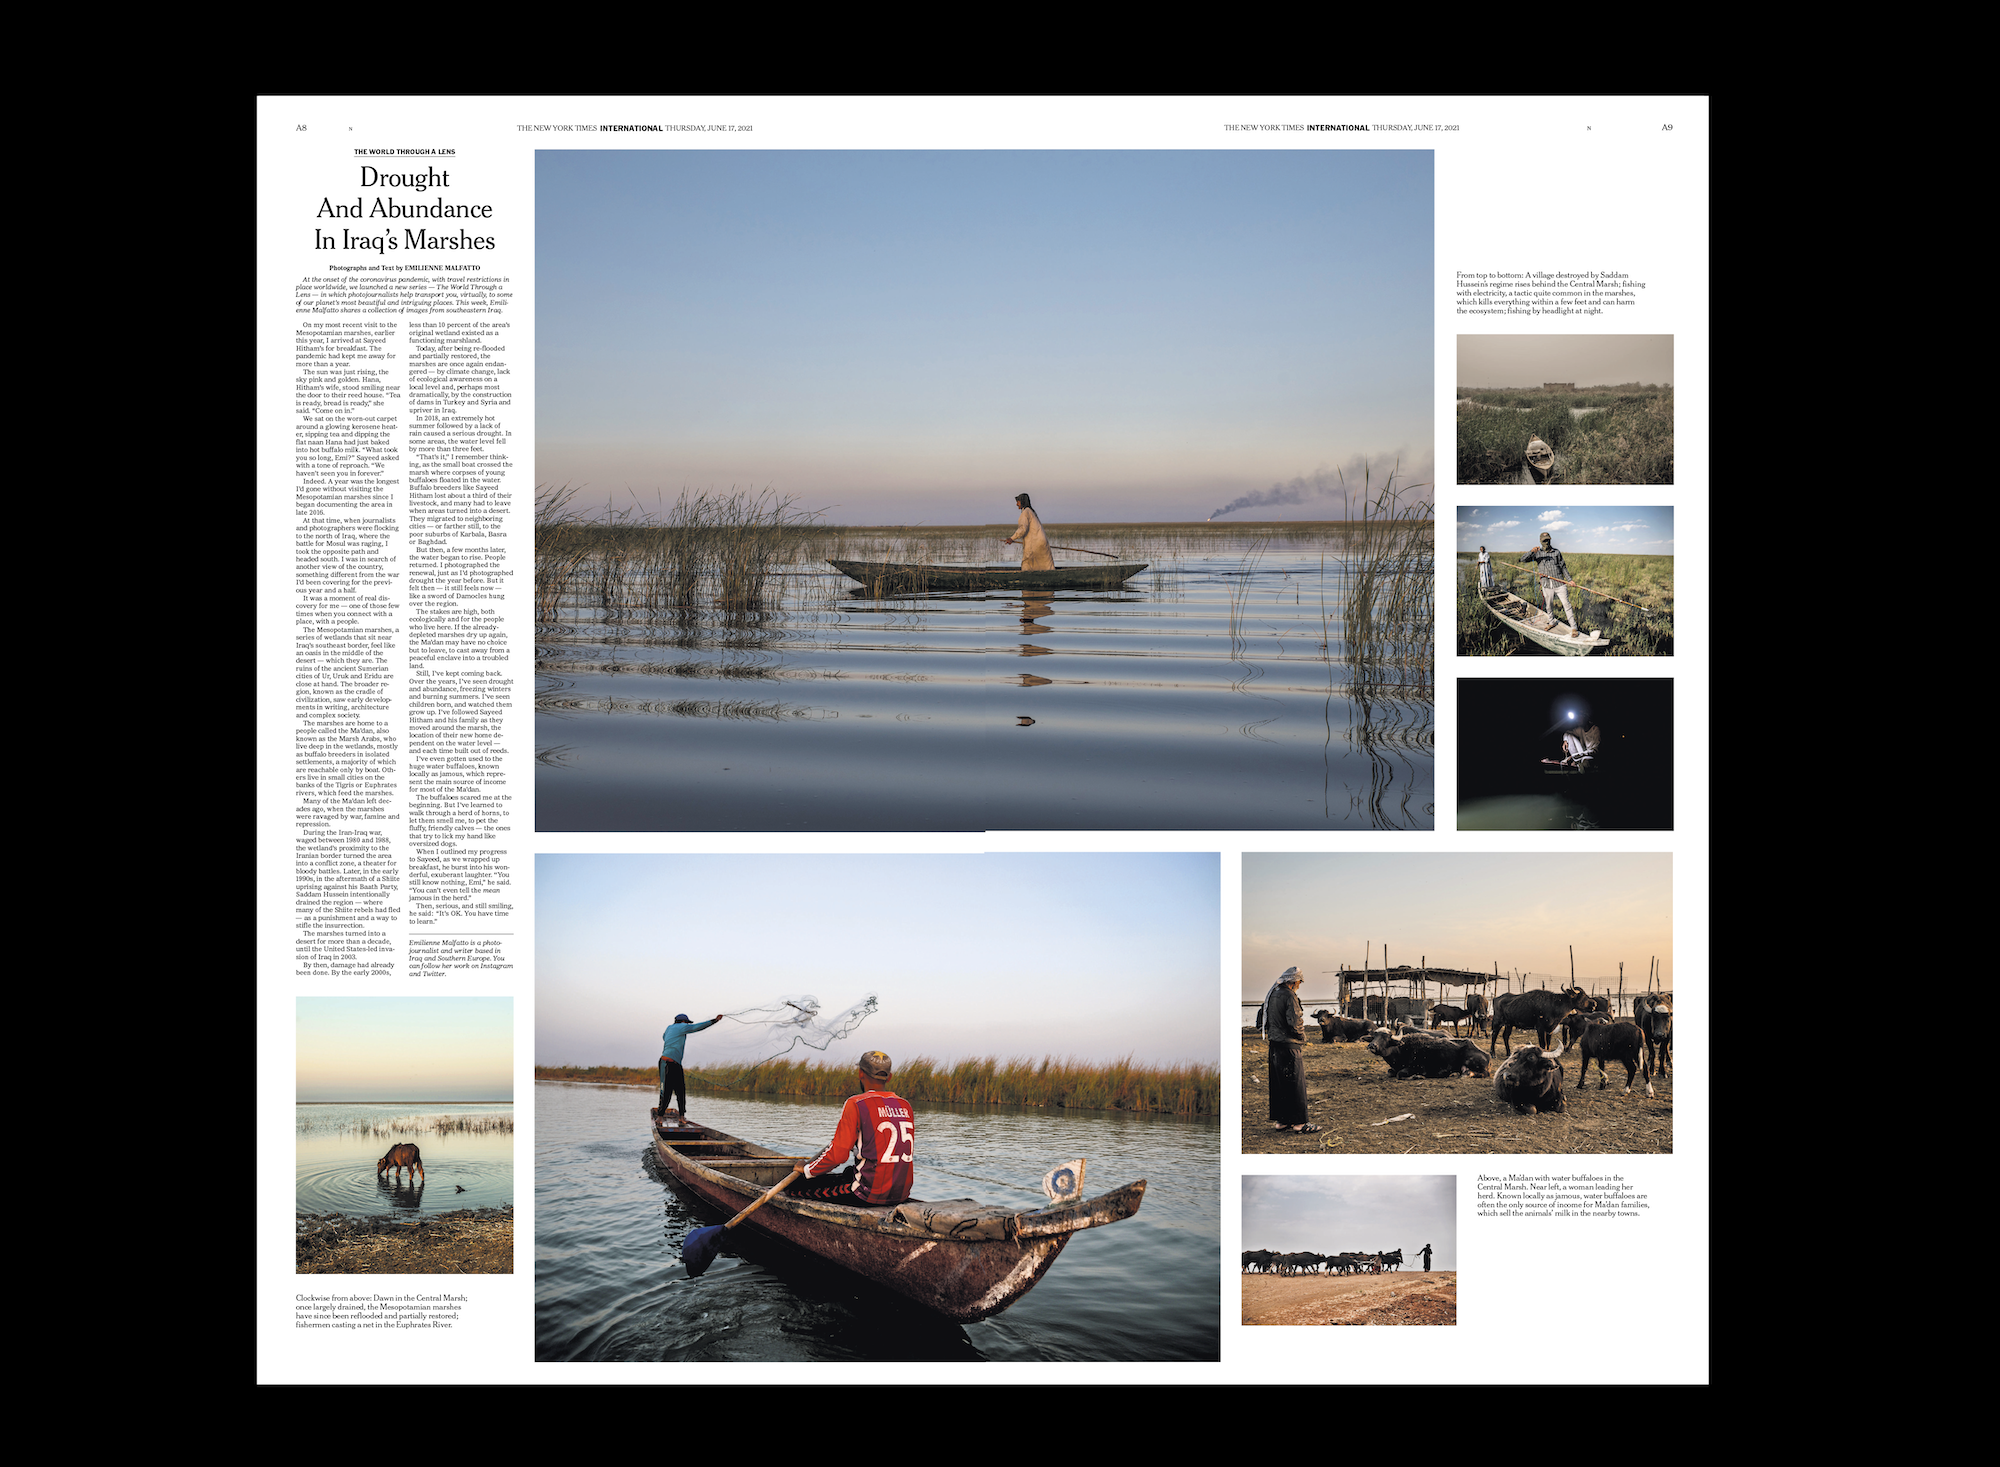 A8
N
THE NEW YORK TIMES INTERNATIONAL THURSDAY, JUNE 17, 2021
THE NEW YORK TIMES INTERNATIONAL THURSDAY, JUNE 17, 2021
N
A9
THE WORLD THROUGH A LENS
Drought
And Abundance
In Iraq's Marshes
Photographs and Text by EMILIENNE MALFATTO
At the onset of the coronavirus pandemic, with travel restrictions in
place worldwide, we launched a new series — The World Through a
Lens — in which photojournalists help transport you, virtually, to some
of our planet's most beautiful and intriguing places. This week, Emili-
enne Malfatto shares a collection of images from southeastern Iraq.
On my most recent visit to the
Mesopotamian marshes, earlier
this year, I arrived at Sayeed
Hitham's for breakfast. The
pandemic had kept me away for
more than a year.
The sun was just rising, the
sky pink and golden. Hana,
Hitham's wife, stood smiling near
the door to their reed house. "Tea
is ready, bread is ready," she
said. "Come on in."
We sat on the worn-out carpet
around a glowing kerosene heat-
er, sipping tea and dipping the
flat naan Hana had just baked
into hot buffalo milk. "What took
you so long, Emi?" Sayeed asked
with a tone of reproach. "We
haven't seen you in forever."
Indeed. A year was the longest
I'd gone without visiting the
Mesopotamian marshes since I
began documenting the area in
late 2016.
At that time, when journalists
and photographers were flocking
to the north of Iraq, where the
battle for Mosul was raging, I
took the opposite path and
headed south. I was in search of
another view of the country,
something different from the war
I'd been covering for the previ-
ous year and a half.
It was a moment of real dis-
covery for me — one of those few
times when you connect with a
place, with a people.
The Mesopotamian marshes, a
series of wetlands that sit near
Iraq's southeast border, feel like
an oasis in the middle of the
desert — which they are. The
ruins of the ancient Sumerian
cities of Ur, Uruk and Eridu are
close at hand. The broader re-
gion, known as the cradle of
civilization, saw early develop-
ments in writing, architecture
and complex society.
The marshes are home to a
people called the Ma'dan, also
known as the Marsh Arabs, who
live deep in the wetlands, mostly
as buffalo breeders in isolated
settlements, a majority of which
are reachable only by boat. Oth-
ers live in small cities on the
banks of the Tigris or Euphrates
rivers, which feed the marshes.
Many of the Ma'dan left dec-
ades ago, when the marshes
were ravaged by war, famine and
repression.
During the Iran-Iraq war,
waged between 1980 and 1988,
the wetland's proximity to the
Iranian border turned the area
into a conflict zone, a theater for
bloody battles. Later, in the early
1990s, in the aftermath of a Shiite
uprising against his Baath Party,
Saddam Hussein intentionally
drained the region — where
many of the Shiite rebels had fled
— as a punishment and a way to
stifle the insurrection.
The marshes turned into a
desert for more than a decade,
until the United States-led inva-
sion of Iraq in 2003.
By then, damage had already
been done. By the early 2000s,
less than 10 percent of the area's
original wetland existed as a
functioning marshland.
Today, after being re-flooded
and partially restored, the
marshes are once again endan-
gered — by climate change, lack
of ecological awareness on a
local level and, perhaps most
dramatically, by the construction
of dams in Turkey and Syria and
upriver in Iraq.
In 2018, an extremely hot
summer followed by a lack of
rain caused a serious drought. In
some areas, the water level fell
by more than three feet.
"That's it," I remember think-
ing, as the small boat crossed the
marsh where corpses of young
buffaloes floated in the water.
Buffalo breeders like Sayeed
Hitham lost about a third of their
livestock, and many had to leave
when areas turned into a desert.
They migrated to neighboring
cities — or farther still, to the
poor suburbs of Karbala, Basra
or Baghdad.
But then, a few months later,
the water began to rise. People
returned. I photographed the
renewal, just as I'd photographed
drought the year before. But it
felt then — it still feels now —
like a sword of Damocles hung
over the region.
The stakes are high, both
ecologically and for the people
who live here. If the already-
depleted marshes dry up again,
the Ma'dan may have no choice
but to leave, to cast away from a
peaceful enclave into a troubled
land.
Still, I've kept coming back.
Over the years, I've seen drought
and abundance, freezing winters
and burning summers. I've seen
children born, and watched them
grow up. I've followed Sayeed
Hitham and his family as they
moved around the marsh, the
location of their new home de-
pendent on the water level —
and each time built out of reeds.
I've even gotten used to the
huge water buffaloes, known
locally as jamous, which repre-
sent the main source of income
for most of the Ma'dan.
The buffaloes scared me at the
beginning. But I've learned to
walk through a herd of horns, to
let them smell me, to pet the
fluffy, friendly calves — the ones
that try to lick my hand like
oversized dogs.
When I outlined my progress
to Sayeed, as we wrapped up
breakfast, he burst into his won-
derful, exuberant laughter. "You
still know nothing, Emi," he said.
"You can't even tell the mean
jamous in the herd."
Then, serious, and still smiling,
he said: "It's OK. You have time
to learn."
Emilienne Malfatto is a photo-
journalist and writer based in
Iraq and Southern Europe. You
can follow her work on Instagram
and Twitter.
Clockwise from above: Dawn in the Central Marsh;
once largely drained, the Mesopotamian marshes
have since been reflooded and partially restored;
fishermen casting a net in the Euphrates River.
MÜLLER
25
From top to bottom: A village destroyed by Saddam
Hussein's regime rises behind the Central Marsh; fishing
with electricity, a tactic quite common in the marshes,
which kills everything within a few feet and can harm
the ecosystem; fishing by headlight at night.
Above, a Ma'dan with water buffaloes in the
Central Marsh. Near left, a woman leading her
herd. Known locally as jamous, water buffaloes are
often the only source of income for Ma'dan families,
which sell the animals' milk in the nearby towns.